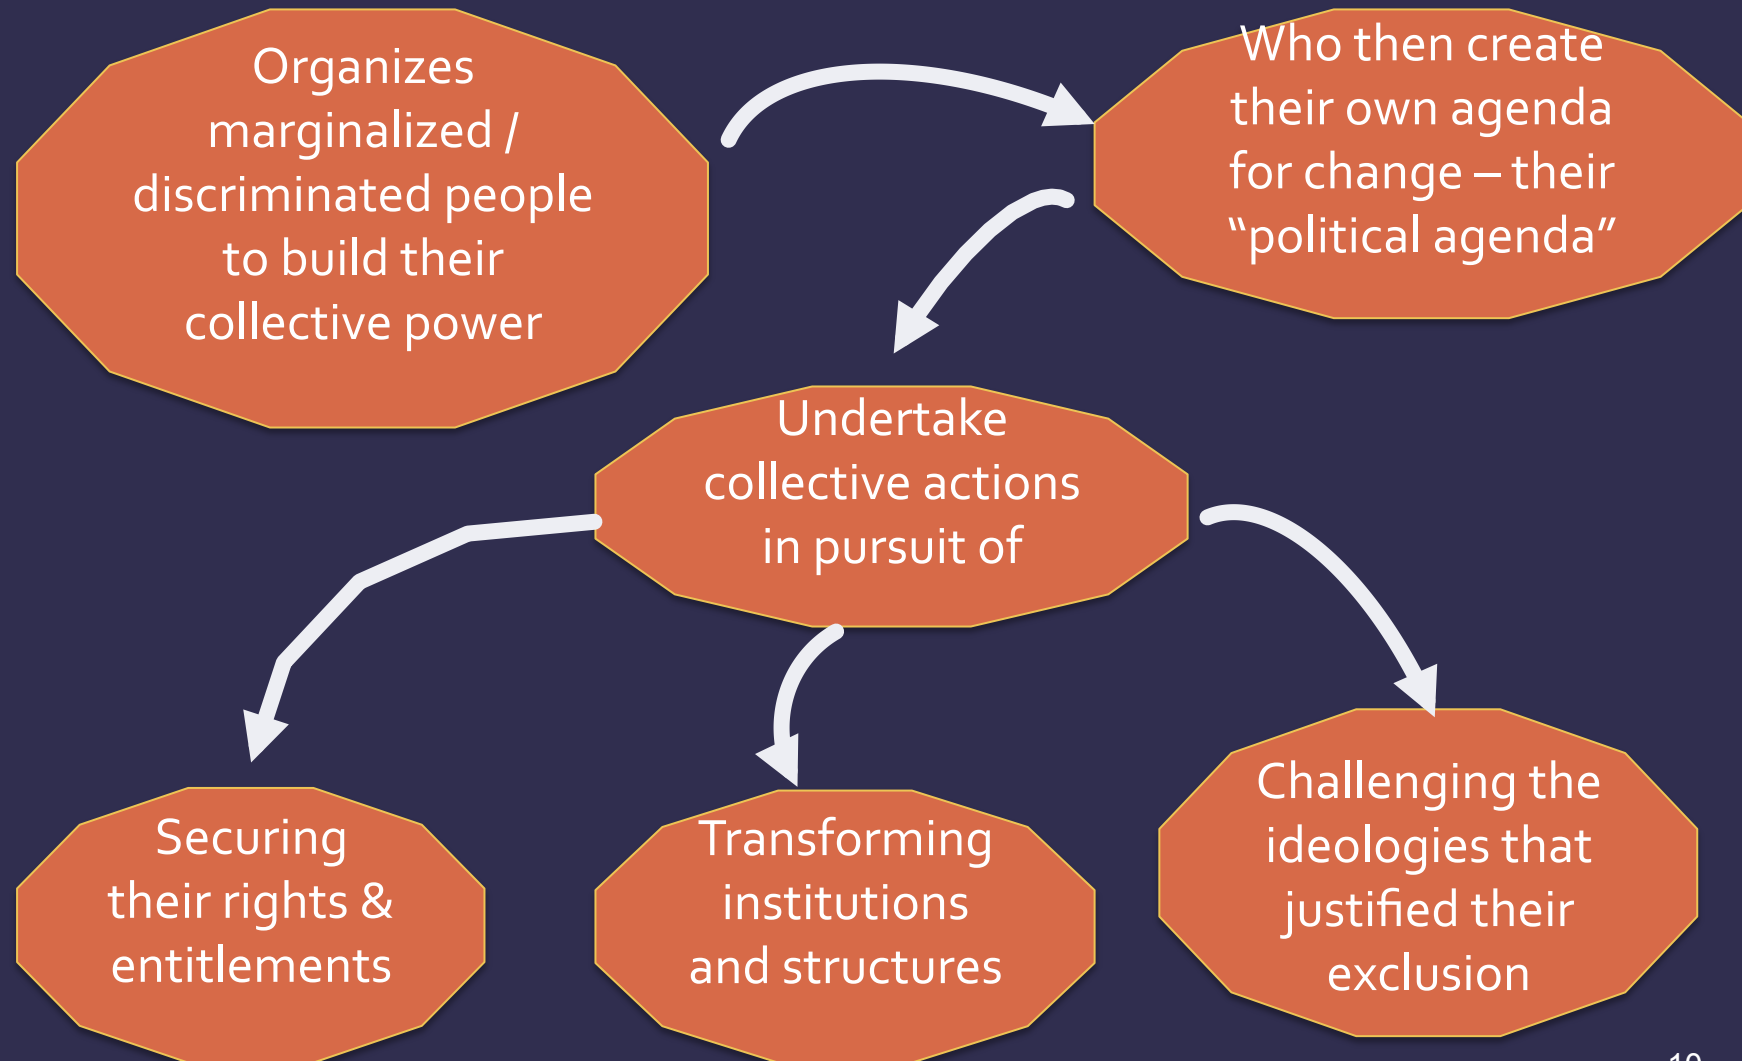 Organizes
marginalized /
discriminated people
to build their
collective power
Who then create
their own agenda
for change – their
“political agenda”
Undertake
collective actions
in pursuit of
Securing
their rights &
entitlements
Transforming
institutions
and structures
Challenging the
ideologies that
justified their
exclusion